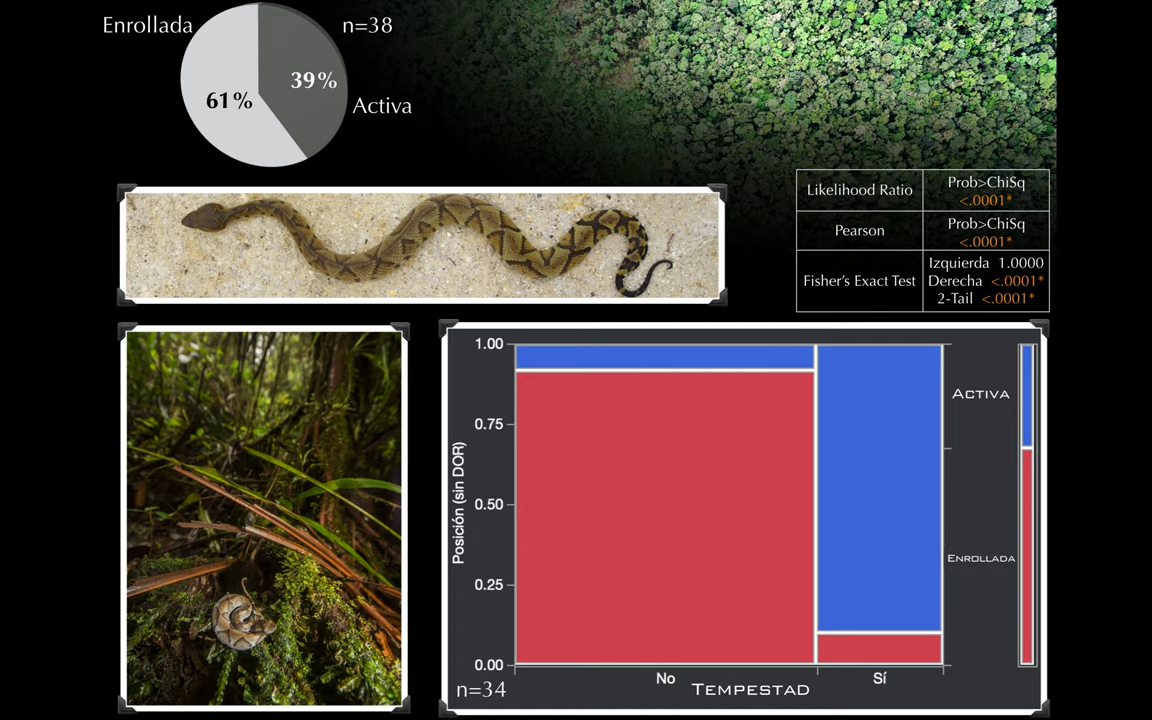 Enrollada
n=38
39%
61%
Activa
Likelihood Ratio
Prob>ChiSq
<.0001*
Pearson
Prob>ChiSq
<.0001*
Fisher's Exact Test
Izquierda 1.0000
Derecha <.0001*
2-Tail <.0001*
1.00
0.75
0.50
0.25
0.00
Posición (sin DOR)
Activa
Enrollada
No
Sí
Tempestad
n=34